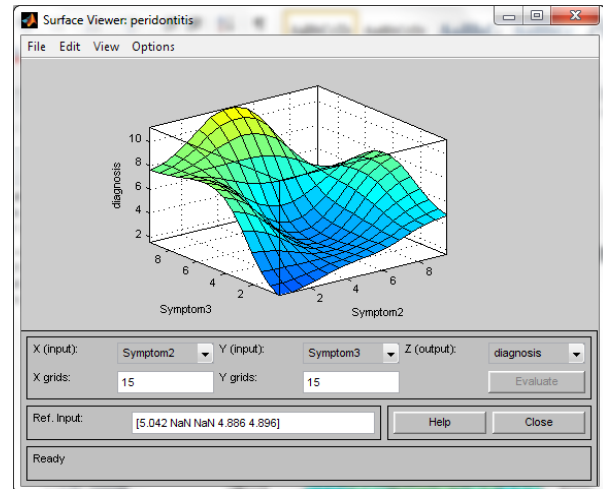 Surface Viewer: peridontitis
File Edit View Options
diagnosis
10
8
6
4
2
8
6
4
2
Symptom3
2
4
6
8
Symptom2
X (input): Symptom2 Y (input): Symptom3 Z (output): diagnosis
X grids: 15 Y grids: 15 Evaluate
Ref. Input: [5.042 NaN NaN 4.886 4.896] Help Close
Ready